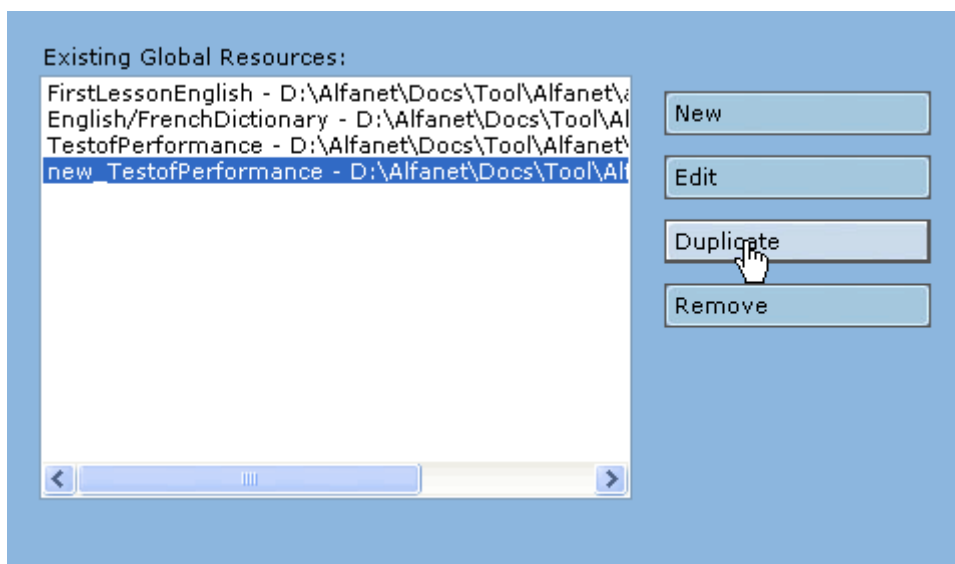 Existing Global Resources:
FirstLessonEnglish - D:\Alfanet\Docs\Tool\Alfanet\
English/FrenchDictionary - D:\Alfanet\Docs\Tool\Al
TestofPerformance - D:\Alfanet\Docs\Tool\Alfanet\
new_TestofPerformance - D:\Alfanet\Docs\Tool\Alf
New
Edit
Duplicate
Remove